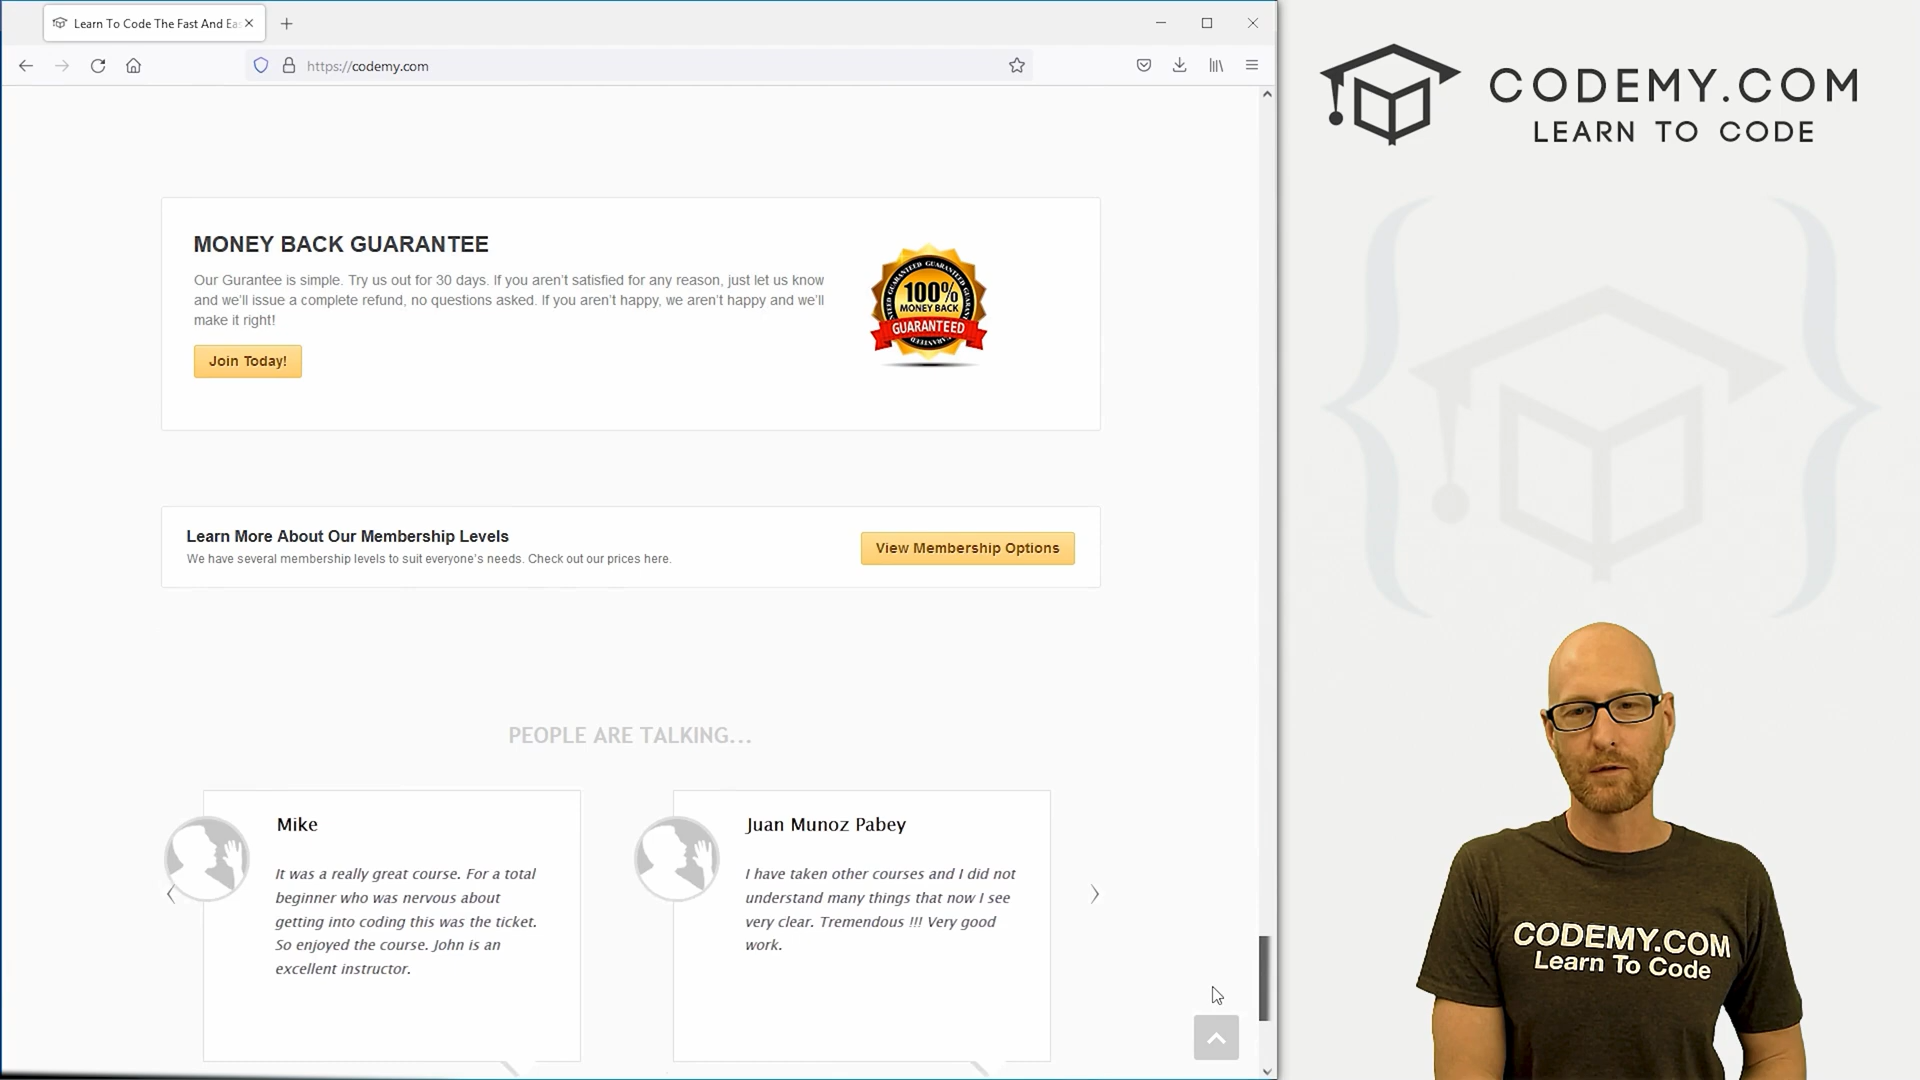 Learn To Code The Fast And Ea
https://codemy.com
CODEMY.COM
LEARN TO CODE
MONEY BACK GUARANTEE
Our Gurantee is simple. Try us out for 30 days. If you aren't satisfied for any reason, just let us know
and we'll issue a complete refund, no questions asked. If you aren't happy, we aren't happy and we'll
make it right!
Join Today!
100%
MONEY BACK
GUARANTEED
Learn More About Our Membership Levels
We have several membership levels to suit everyone's needs. Check out our prices here.
View Membership Options
PEOPLE ARE TALKING...
Mike
It was a really great course. For a total
beginner who was nervous about
getting into coding this was the ticket.
So enjoyed the course. John is an
excellent instructor.
Juan Munoz Pabey
I have taken other courses and I did not
understand many things that now I see
very clear. Tremendous !!! Very good
work.
CODEMY.COM
Learn To Code